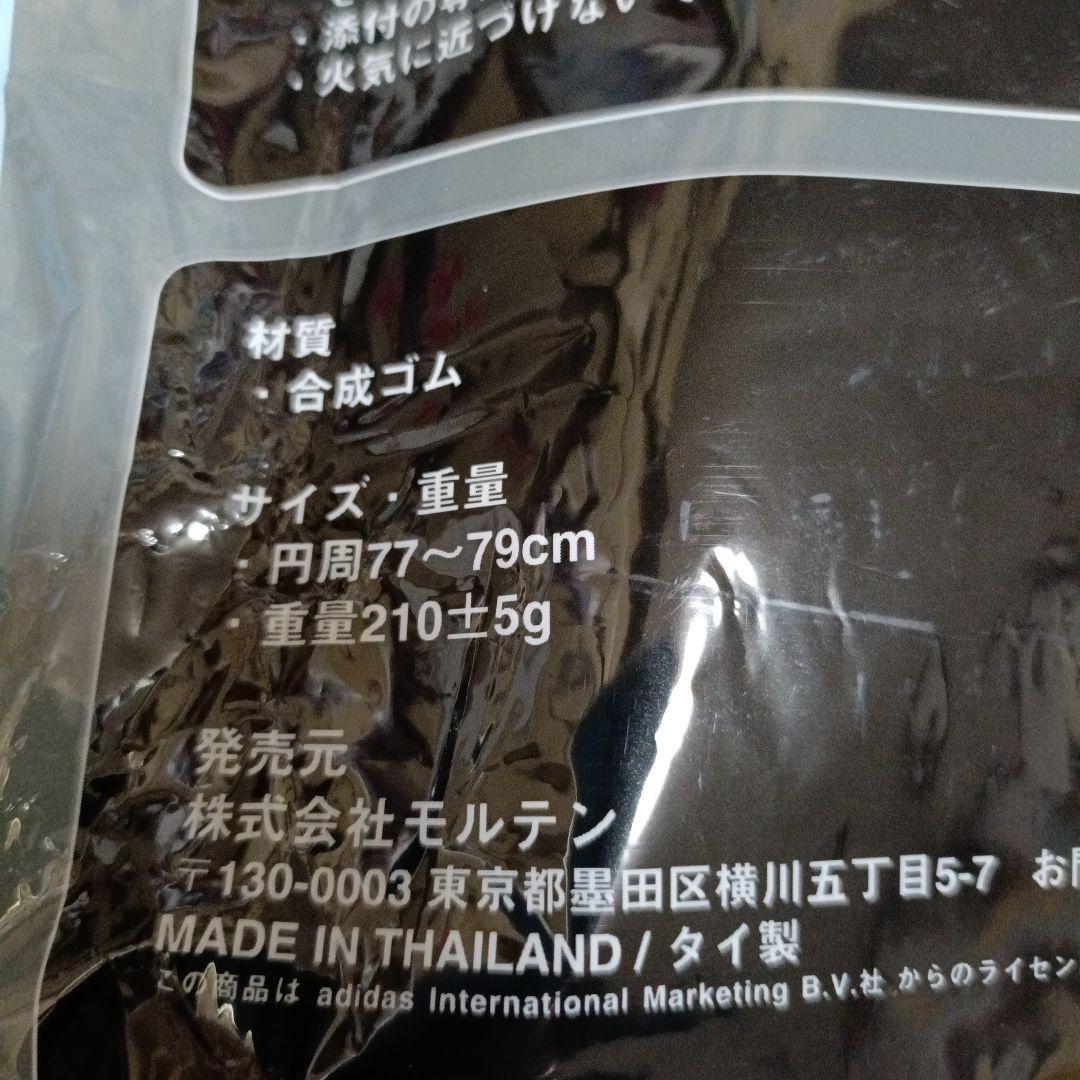 ・添付の
・火気に近づけないで
材質
・合成ゴム
サイズ・重量
・円周77～79cm
・重量210±5g
発売元
株式会社モルテン
〒130-0003 東京都墨田区横川五丁目5-7 お問
MADE IN THAILAND / タイ製
この商品は adidas International Marketing B.V.社 からのライセン